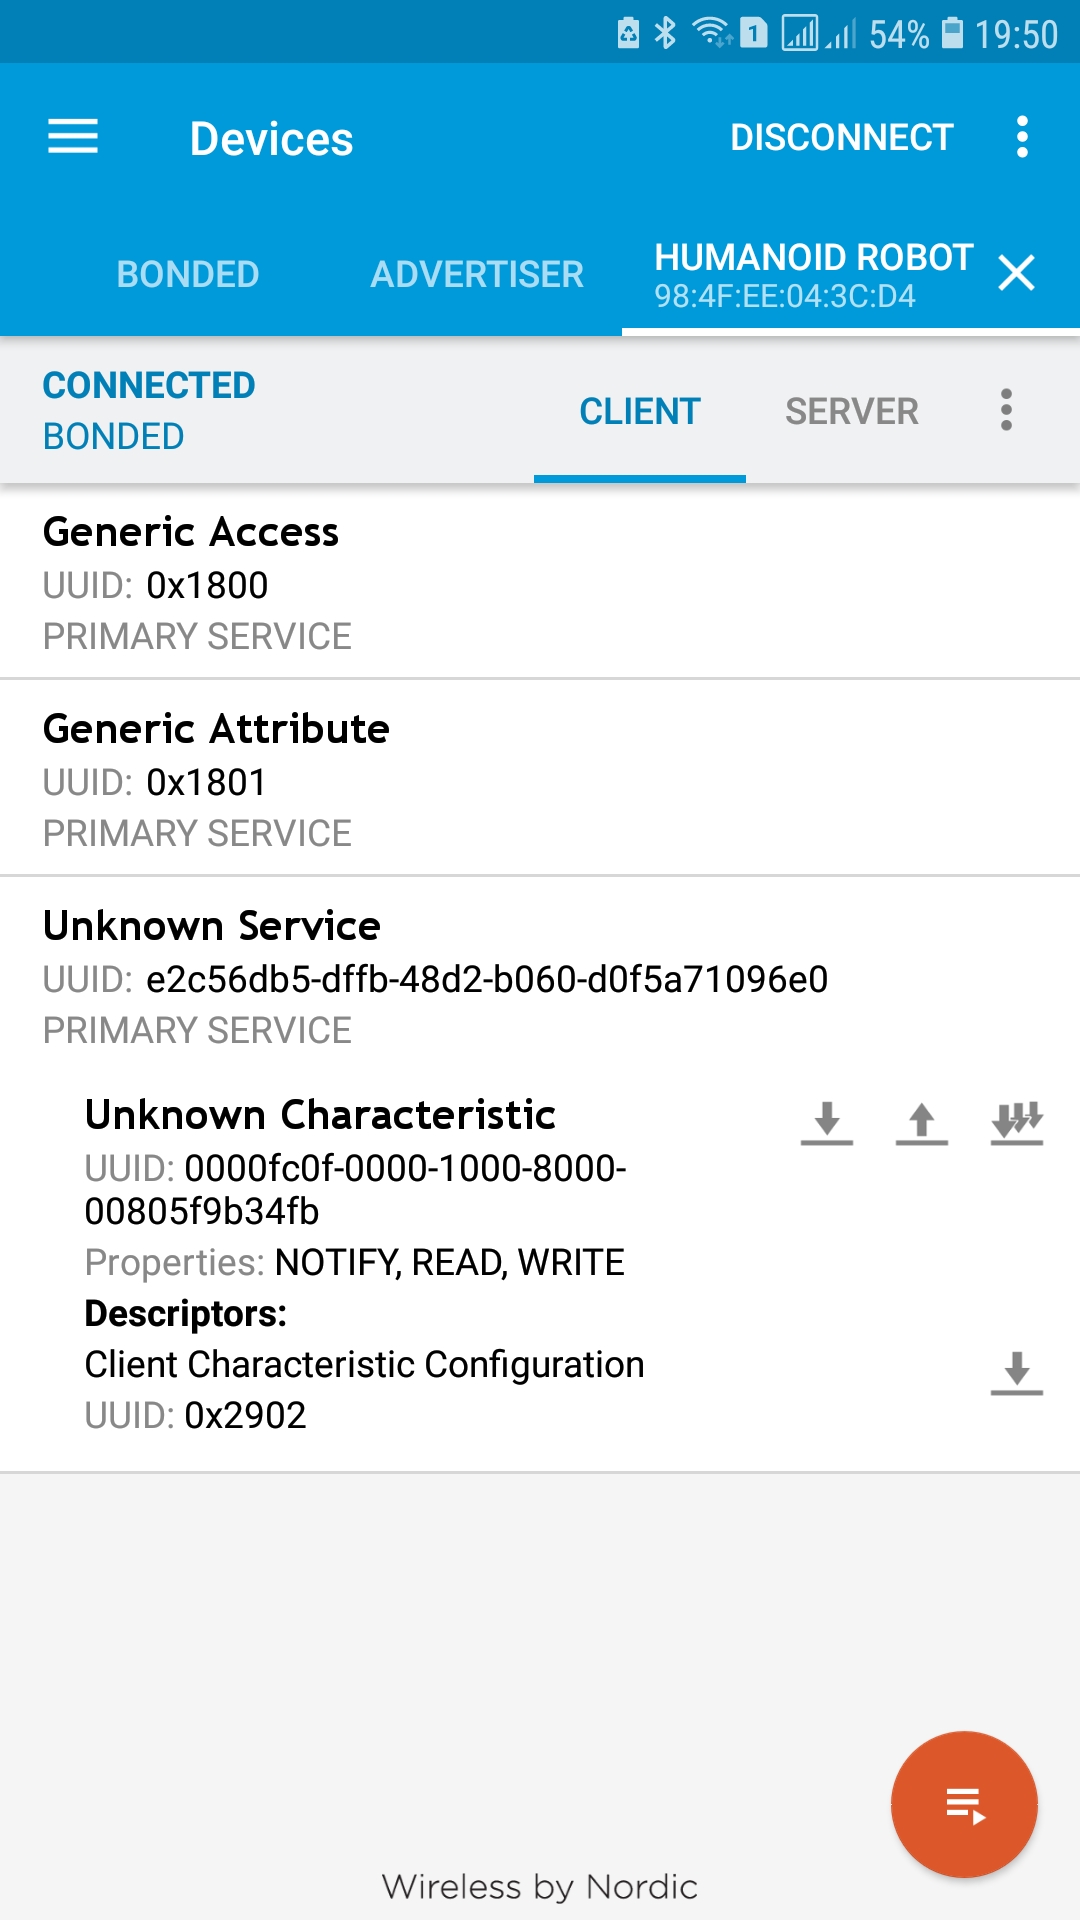 1 54% 19:50
Devices DISCONNECT
BONDED ADVERTISER HUMANOID ROBOT
98:4F:EE:04:3C:D4
CONNECTED
BONDED
CLIENT SERVER
Generic Access
UUID: 0x1800
PRIMARY SERVICE
Generic Attribute
UUID: 0x1801
PRIMARY SERVICE
Unknown Service
UUID: e2c56db5-dffb-48d2-b060-d0f5a71096e0
PRIMARY SERVICE
Unknown Characteristic
UUID: 0000fc0f-0000-1000-8000-
00805f9b34fb
Properties: NOTIFY, READ, WRITE
Descriptors:
Client Characteristic Configuration
UUID: 0x2902
Wireless by Nordic